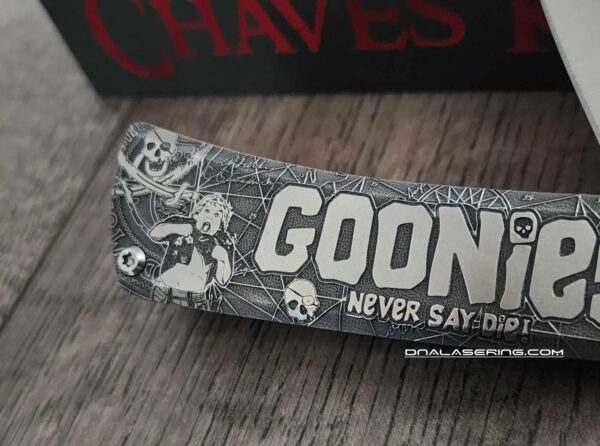 CHAVES K
GOONies
NeveR SAY Die!
DNALASERING.COM